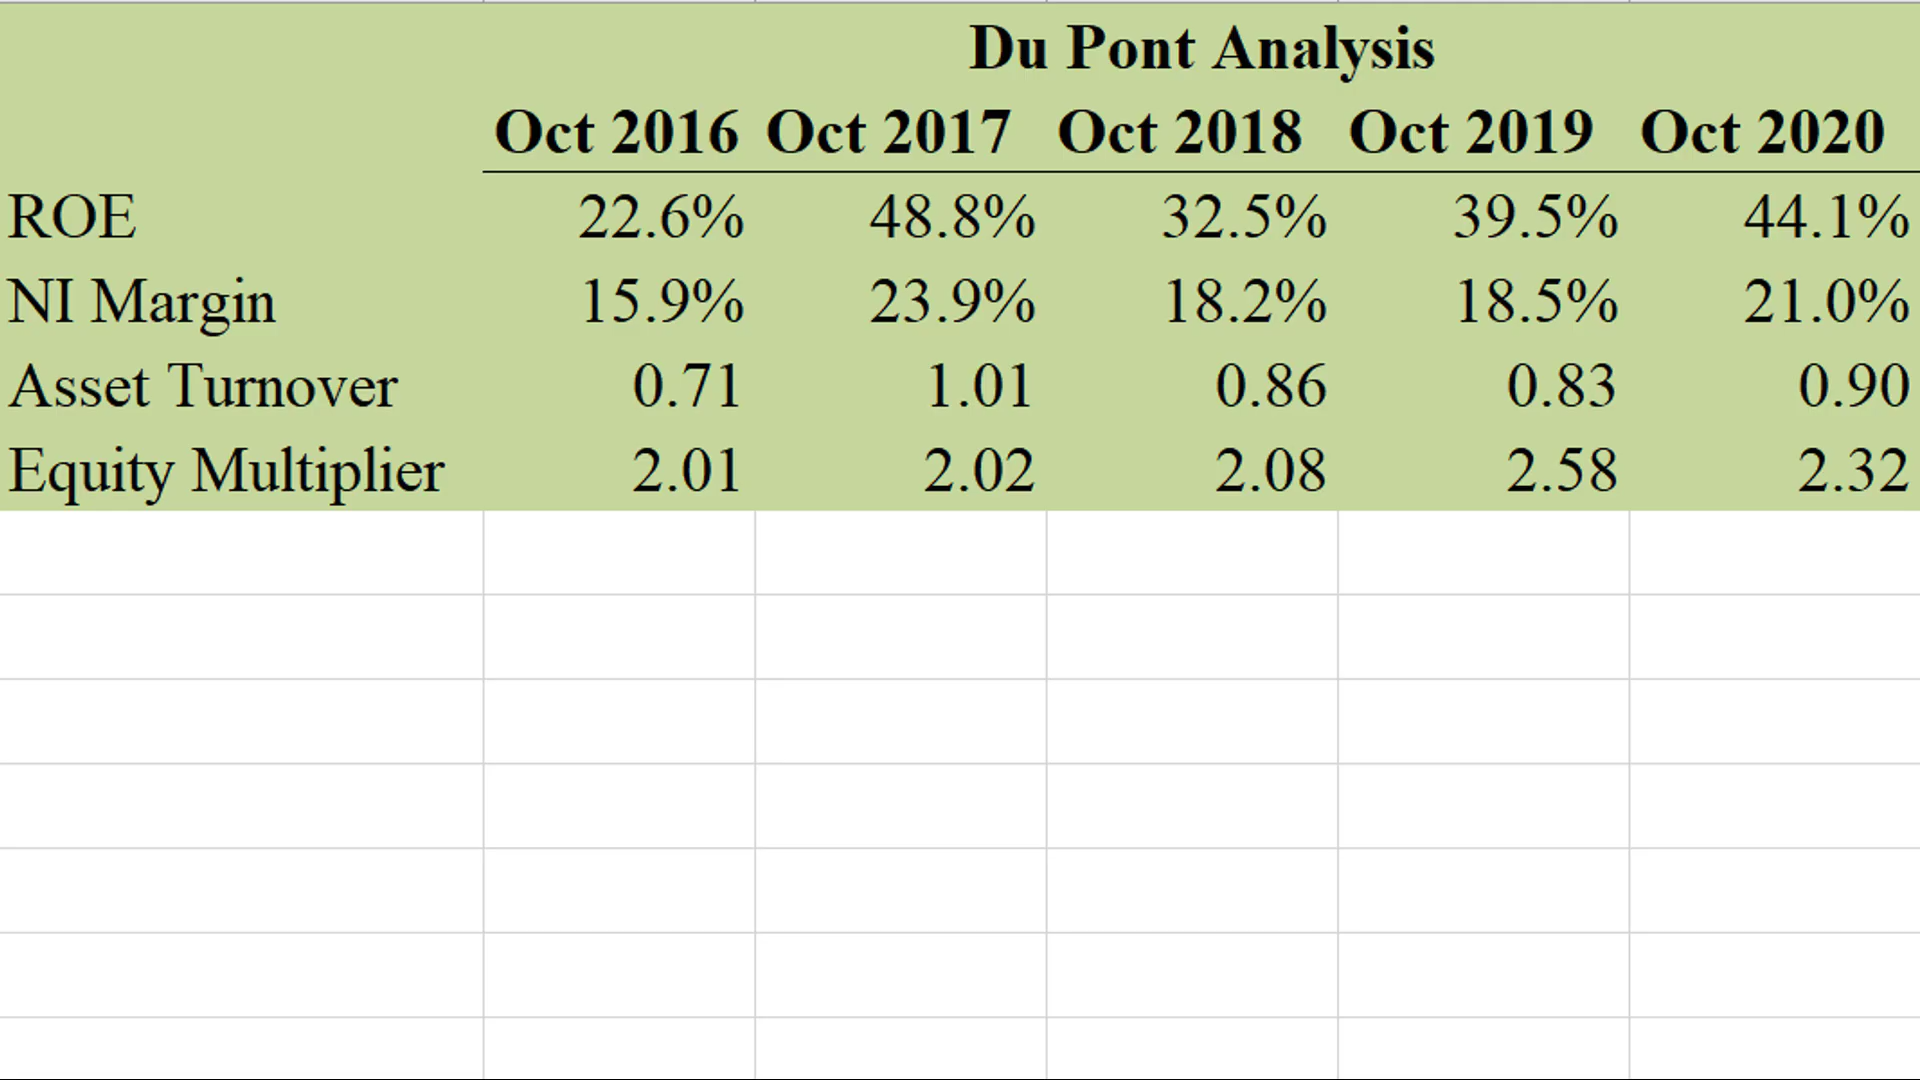 Du Pont Analysis
Oct 2016 Oct 2017 Oct 2018 Oct 2019 Oct 2020
ROE 22.6% 48.8% 32.5% 39.5% 44.1%
NI Margin 15.9% 23.9% 18.2% 18.5% 21.0%
Asset Turnover 0.71 1.01 0.86 0.83 0.90
Equity Multiplier 2.01 2.02 2.08 2.58 2.32